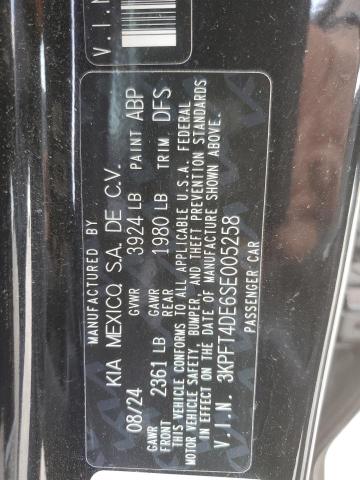 V.I.N
MANUFACTURED BY
KIA MEXICO, S.A. DE C.V.
08/24 GVWR 3924 LB PAINT ABP
GAWR FRONT 2361 LB GAWR REAR 1980 LB TRIM DFS
THIS VEHICLE CONFORMS TO ALL APPLICABLE U.S.A. FEDERAL
MOTOR VEHICLE SAFETY, BUMPER, AND THEFT PREVENTION STANDARDS
IN EFFECT ON THE DATE OF MANUFACTURE SHOWN ABOVE.
V.I.N. 3KPFT4DE6SE005258
PASSENGER CAR